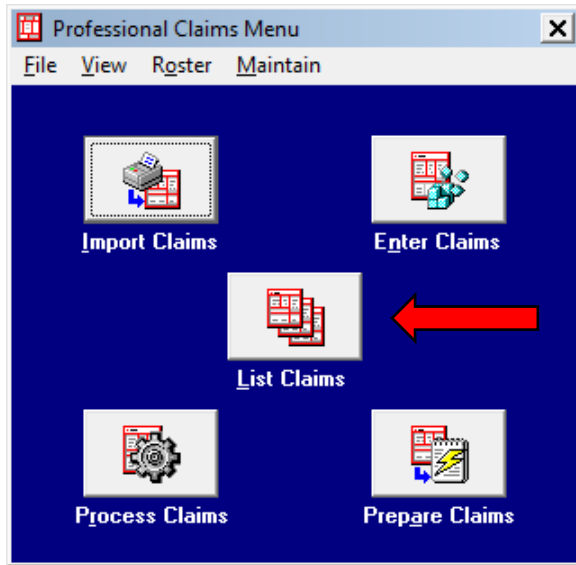 Professional Claims Menu
File View Roster Maintain
Import Claims
Enter Claims
List Claims
Process Claims
Prepare Claims